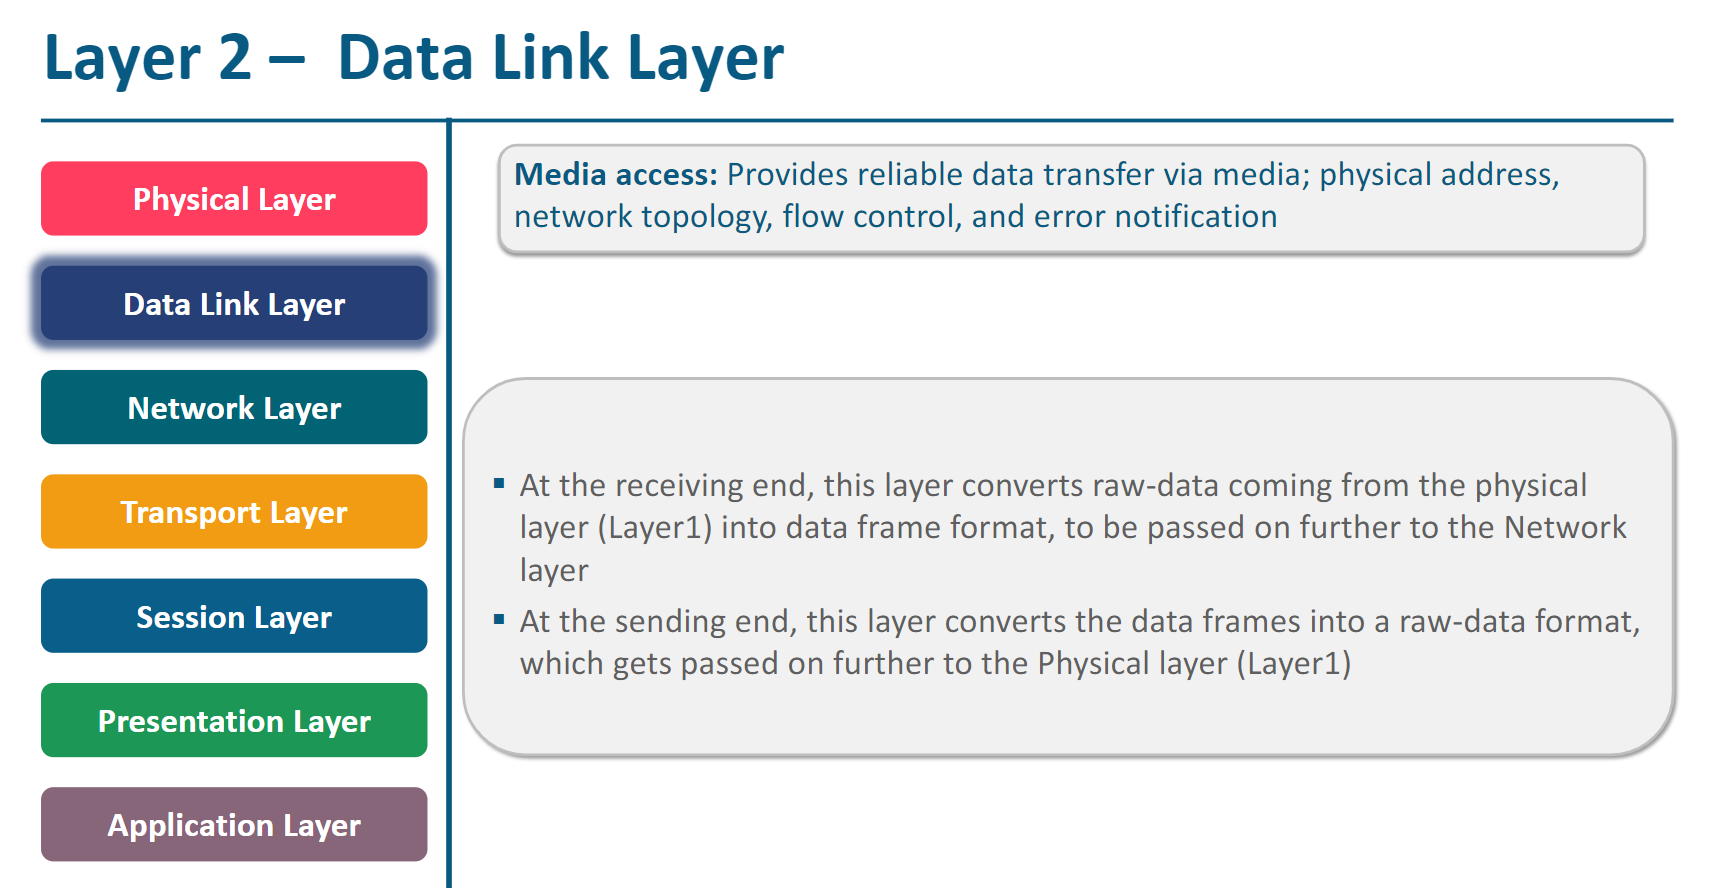 Layer 2 – Data Link Layer
Physical Layer
Data Link Layer
Network Layer
Transport Layer
Session Layer
Presentation Layer
Application Layer
Media access: Provides reliable data transfer via media; physical address,
network topology, flow control, and error notification
▪ At the receiving end, this layer converts raw-data coming from the physical
layer (Layer1) into data frame format, to be passed on further to the Network
layer
▪ At the sending end, this layer converts the data frames into a raw-data format,
which gets passed on further to the Physical layer (Layer1)